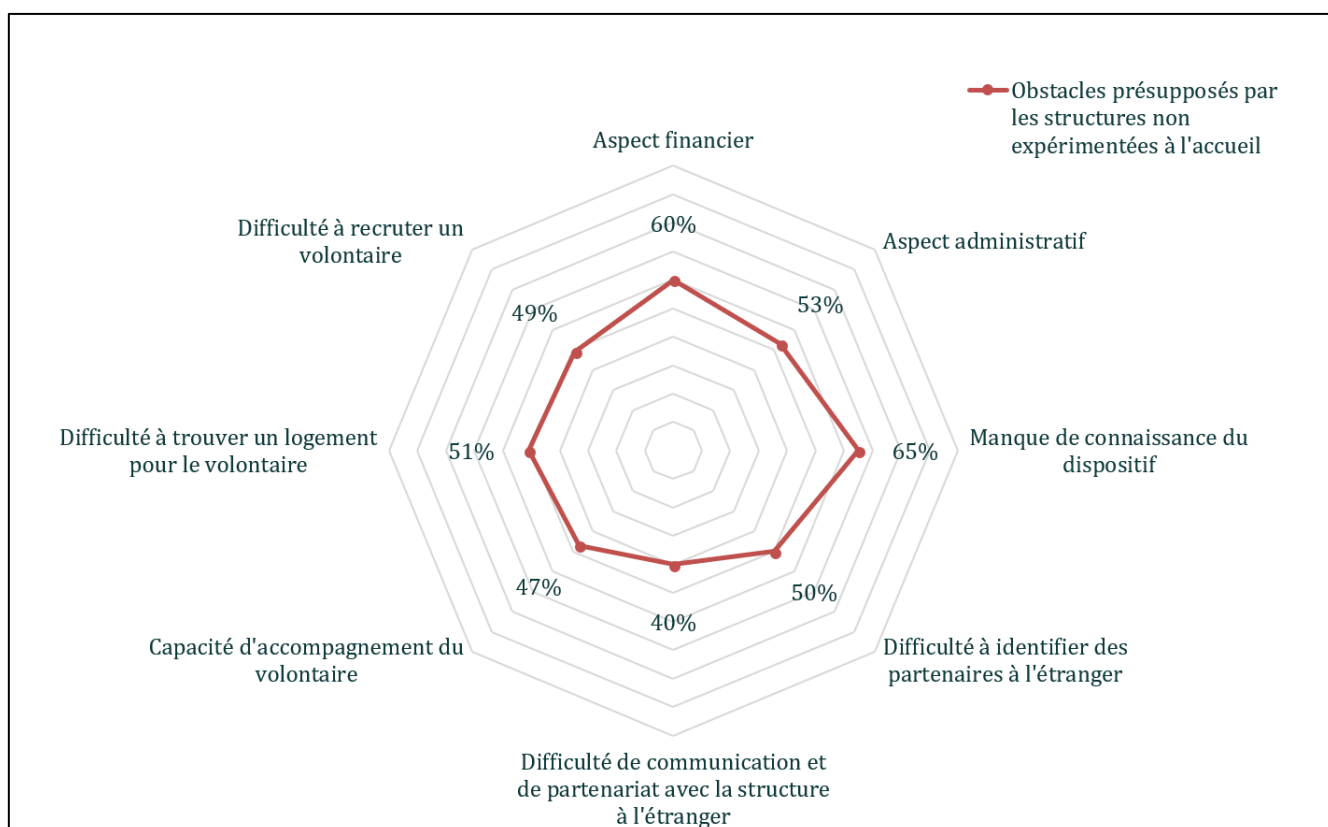 Obstacles présupposés par
les structures non
expérimentées à l'accueil
Aspect financier
60%
Aspect administratif
53%
Manque de connaissance du
dispositif
65%
Difficulté à identifier des
partenaires à l'étranger
50%
Difficulté de communication et
de partenariat avec la structure
à l'étranger
40%
Capacité d'accompagnement du
volontaire
47%
Difficulté à trouver un logement
pour le volontaire
51%
Difficulté à recruter un
volontaire
49%